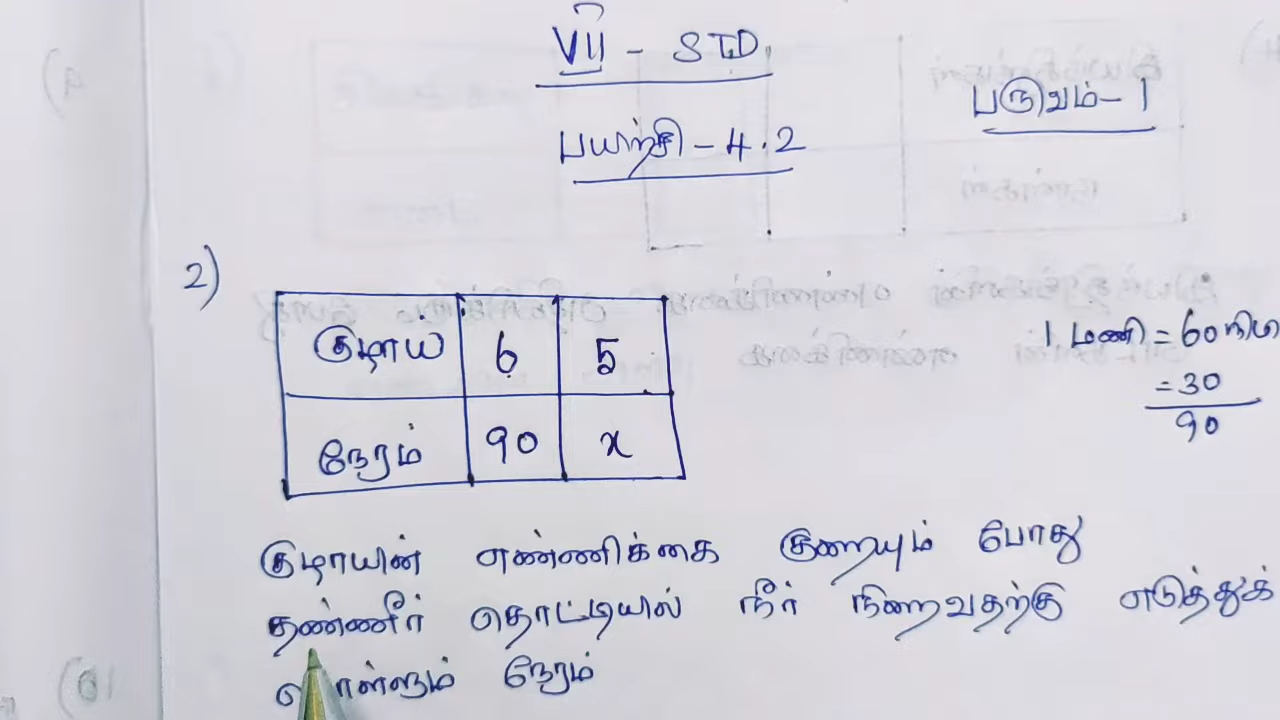 VII - STD
பருவம் - 1
பயிற்சி - 4.2
2)
குழாய் 6 5
நேரம் 90 x
1 மணி = 60 நிமி
= 30
90
குழாயின் எண்ணிக்கை குறையும் போது
தண்ணீர் தொட்டியில் நீர் நிறைவதற்கு எடுத்துக்
நேரம்